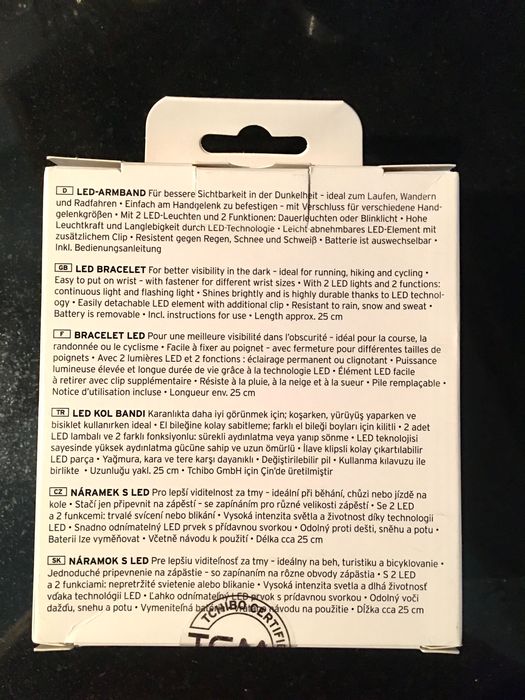 D LED-ARMBAND Für bessere Sichtbarkeit in der Dunkelheit – ideal zum Laufen, Wandern
und Radfahren • Einfach am Handgelenk zu befestigen – mit Verschluss für verschiedene Hand-
gelenkgrößen • Mit 2 LED-Leuchten und 2 Funktionen: Dauerleuchten oder Blinklicht • Hohe
Leuchtkraft und Langlebigkeit durch LED-Technologie • Leicht abnehmbares LED-Element mit
zusätzlichem Clip • Resistent gegen Regen, Schnee und Schweiß • Batterie ist auswechselbar •
Inkl. Bedienungsanleitung
GB LED BRACELET For better visibility in the dark – ideal for running, hiking and cycling •
Easy to put on wrist – with fastener for different wrist sizes • With 2 LED lights and 2 functions:
continuous light and flashing light • Shines brightly and is highly durable thanks to LED technol-
ogy • Easily detachable LED element with additional clip • Resistant to rain, snow and sweat •
Battery is removable • Incl. instructions for use • Length approx. 25 cm
F BRACELET LED Pour une meilleure visibilité dans l'obscurité – idéal pour la course, la
randonnée ou le cyclisme • Facile à fixer au poignet – avec fermeture pour différentes tailles de
poignets • Avec 2 lumières LED et 2 fonctions : éclairage permanent ou clignotant • Puissance
lumineuse élevée et longue durée de vie grâce à la technologie LED • Élément LED facile
à retirer avec clip supplémentaire • Résiste à la pluie, à la neige et à la sueur • Pile remplaçable •
Notice d'utilisation incluse • Longueur env. 25 cm
TR LED KOL BANDI Karanlıkta daha iyi görünmek için; koşarken, yürüyüş yaparken ve
bisiklet kullanırken ideal • El bileğine kolay sabitleme; farklı el bileği boyları için kilitli • 2 adet
LED lambalı ve 2 farklı fonksiyonlu: sürekli aydınlatma veya yanıp sönme • LED teknolojisi
sayesinde yüksek aydınlatma gücüne sahip ve uzun ömürlü • İlave klipsli kolay çıkartılabilir
LED parça • Yağmura, kara ve tere karşı dayanıklı • Değiştirilebilir pil • Kullanma kılavuzu ile
birlikte • Uzunluğu yakl. 25 cm • Tchibo GmbH için Çin'de üretilmiştir
CZ NÁRAMEK S LED Pro lepší viditelnost za tmy – ideální při běhání, chůzi nebo jízdě na
kole • Stačí jen připevnit na zápěstí – se zapínáním pro různé velikosti zápěstí • Se 2 LED
a 2 funkcemi: trvalé svícení nebo blikání • Vysoká intenzita světla a životnost díky technologii
LED • Snadno odnímatelný LED prvek s přídavnou svorkou • Odolný proti dešti, sněhu a potu •
Baterii lze vyměňovat • Včetně návodu k použití • Délka cca 25 cm
SK NÁRAMOK S LED Pre lepšiu viditeľnosť za tmy – ideálny na beh, turistiku a bicyklovanie •
Jednoduché pripevnenie na zápästie – so zapínaním na rôzne obvody zápästia • S 2 LED
a 2 funkciami: nepretržité svietenie alebo blikanie • Vysoká intenzita svetla a dlhá životnosť
vďaka technológii LED • Ľahko odnímateľný LED prvok s prídavnou svorkou • Odolný voči
dažďu, snehu a potu • Vymeniteľná batéria • Vrátane návodu na použitie • Dĺžka cca 25 cm
TCHIBO CERTIFIE
TCM